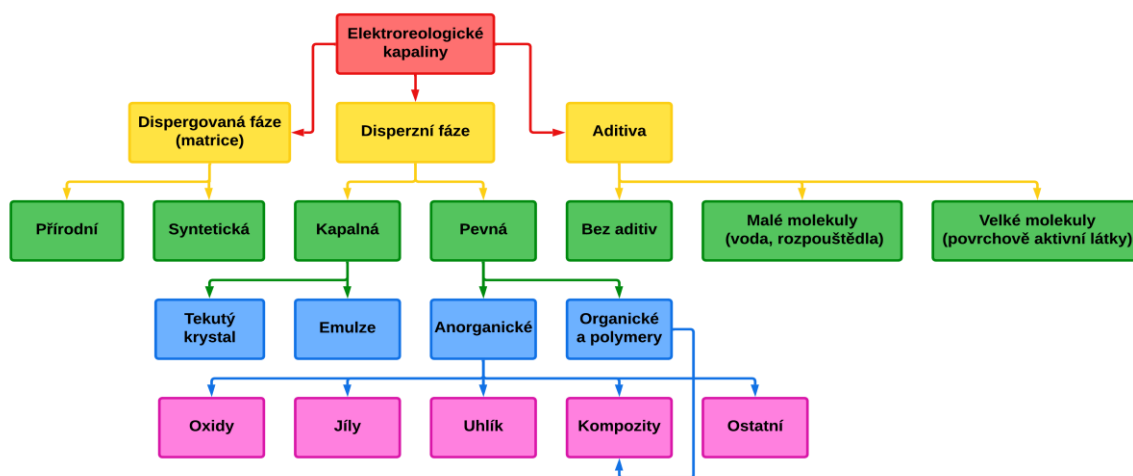 Elektroreologické
kapaliny
Dispergovaná fáze
(matrice)
Disperzní fáze
Aditiva
Přírodní
Syntetická
Kapalná
Pevná
Bez aditiv
Malé molekuly
(voda, rozpouštědla)
Velké molekuly
(povrchově aktivní látky)
Tekutý
krystal
Emulze
Anorganické
Organické
a polymery
Oxidy
Jíly
Uhlík
Kompozity
Ostatní